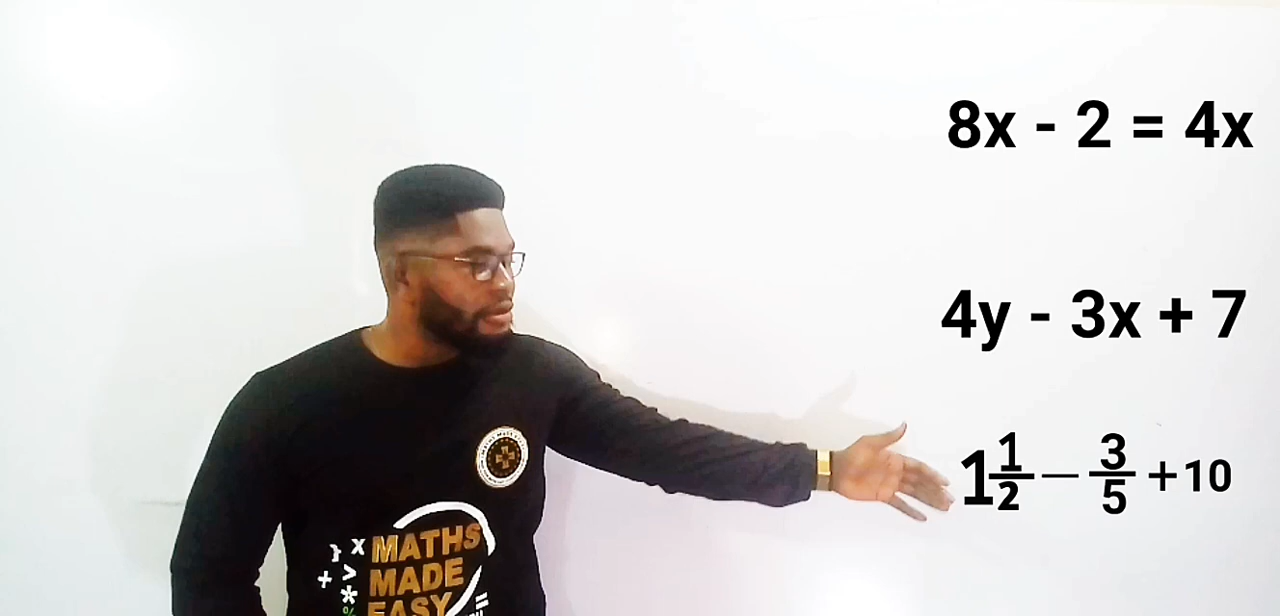 8x - 2 = 4x
4y - 3x + 7
1 1/2 – 3/5 + 10
MATHS
MADE
EASY